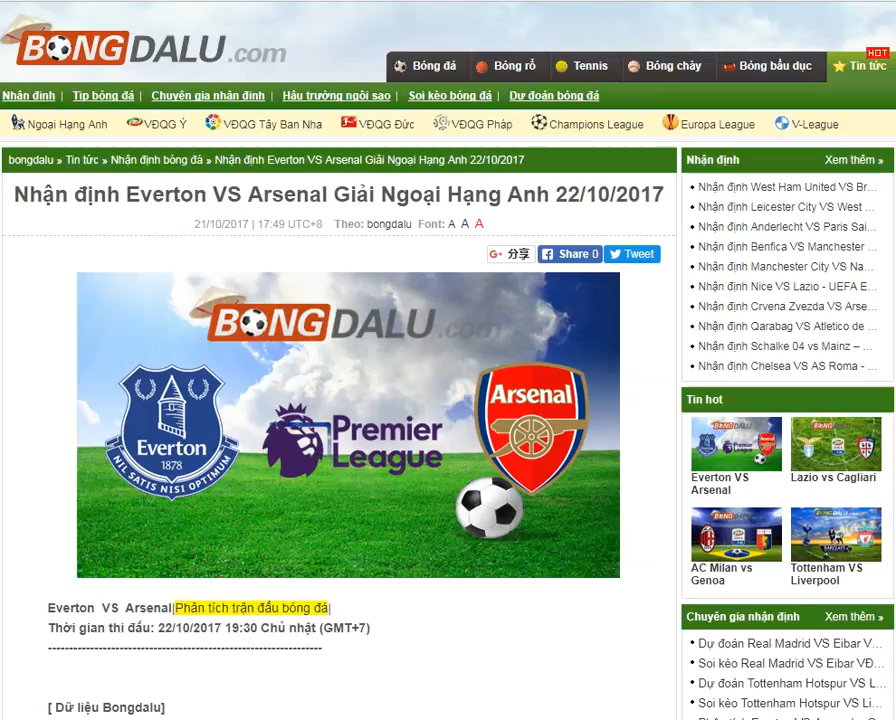 BONGDALU.com
Bóng đá
Bóng rổ
Tennis
Bóng chày
Bóng bầu dục
HOT
Tin tức
Nhận định | Tip bóng đá | Chuyên gia nhận định | Hậu trường ngôi sao | Soi kèo bóng đá | Dự đoán bóng đá
Ngoại Hạng Anh VĐQG Ý VĐQG Tây Ban Nha VĐQG Đức VĐQG Pháp Champions League Europa League V-League
bongdalu » Tin tức » Nhận định bóng đá » Nhận định Everton VS Arsenal Giải Ngoại Hạng Anh 22/10/2017
Nhận định Everton VS Arsenal Giải Ngoại Hạng Anh 22/10/2017
21/10/2017 | 17:49 UTC+8 Theo: bongdalu Font: A A A
G+ 分享 Share 0 Tweet
BONGDALU.com
Everton
1878
NIL SATIS NISI OPTIMUM
Premier
League
Arsenal
Everton VS Arsenal|Phân tích trận đấu bóng đá|
Thời gian thi đấu: 22/10/2017 19:30 Chủ nhật (GMT+7)
-----------------------------------------------------------------
[ Dữ liệu Bongdalu]
Nhận định Xem thêm »
Nhận định West Ham United VS Br...
Nhận định Leicester City VS West ...
Nhận định Anderlecht VS Paris Sai...
Nhận định Benfica VS Manchester ...
Nhận định Manchester City VS Na...
Nhận định Nice VS Lazio - UEFA E...
Nhận định Crvena Zvezda VS Arse...
Nhận định Qarabag VS Atletico de ...
Nhận định Schalke 04 vs Mainz – ...
Nhận định Chelsea VS AS Roma - ...
Tin hot
Everton VS
Arsenal
Lazio vs Cagliari
AC Milan vs
Genoa
Tottenham VS
Liverpool
Chuyên gia nhận định Xem thêm »
Dự đoán Real Madrid VS Eibar V...
Soi kèo Real Madrid VS Eibar VĐ...
Dự đoán Tottenham Hotspur VS L...
Soi kèo Tottenham Hotspur VS Li...